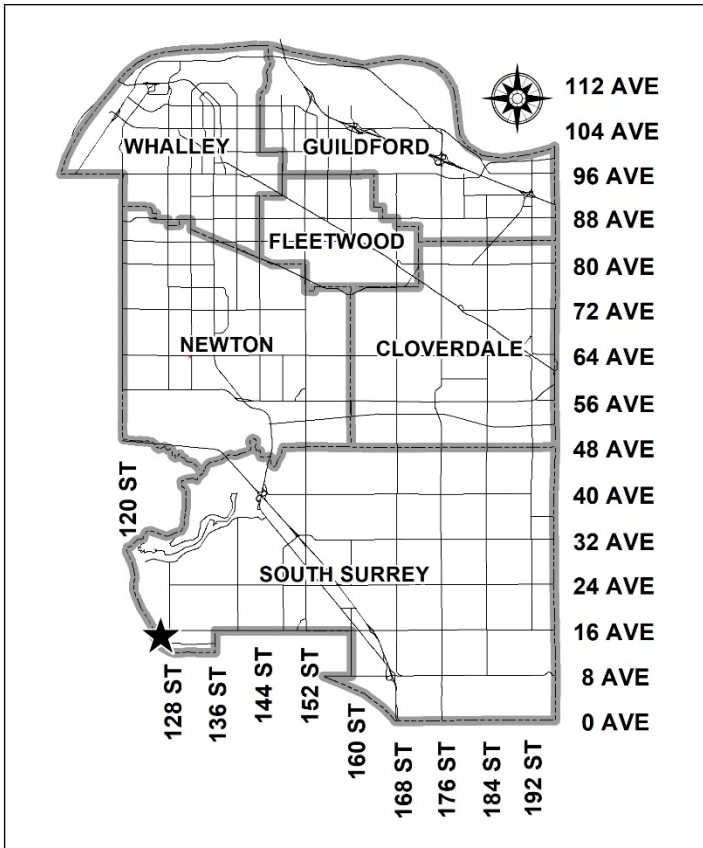 112 AVE
104 AVE
WHALLEY
GUILDFORD
96 AVE
88 AVE
FLEETWOOD
80 AVE
72 AVE
NEWTON
CLOVERDALE
64 AVE
56 AVE
48 AVE
120 ST
40 AVE
32 AVE
SOUTH SURREY
24 AVE
16 AVE
8 AVE
0 AVE
128 ST
136 ST
144 ST
152 ST
160 ST
168 ST
176 ST
184 ST
192 ST